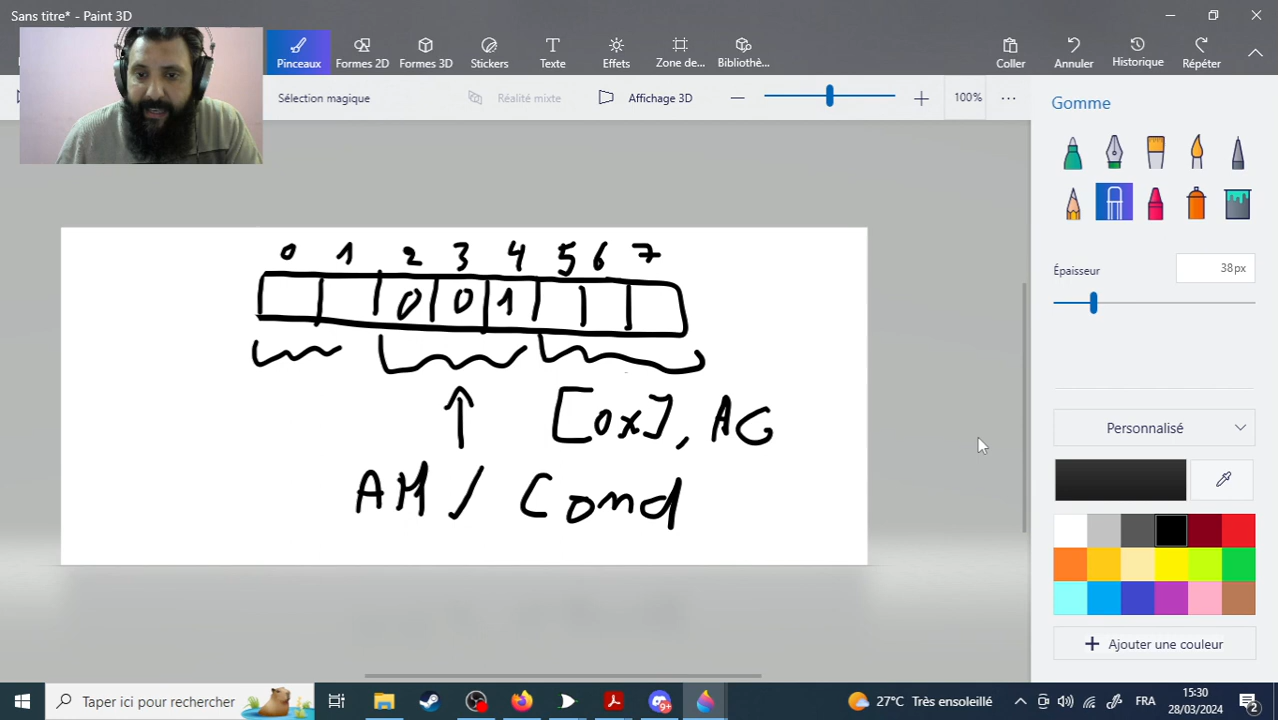 Sans titre* - Paint 3D
Pinceaux Formes 2D Formes 3D Stickers Texte Effets Zone de... Bibliothè... Coller Annuler Historique Répéter
Sélection magique Réalité mixte Affichage 3D 100%
Gomme
Épaisseur 38px
Personnalisé
Ajouter une couleur
0 1 2 3 4 5 6 7
0 0 1
[0x], AG
AM / Cond
Taper ici pour rechercher 9+ 27°C Très ensoleillé FRA 15:30
28/03/2024 2